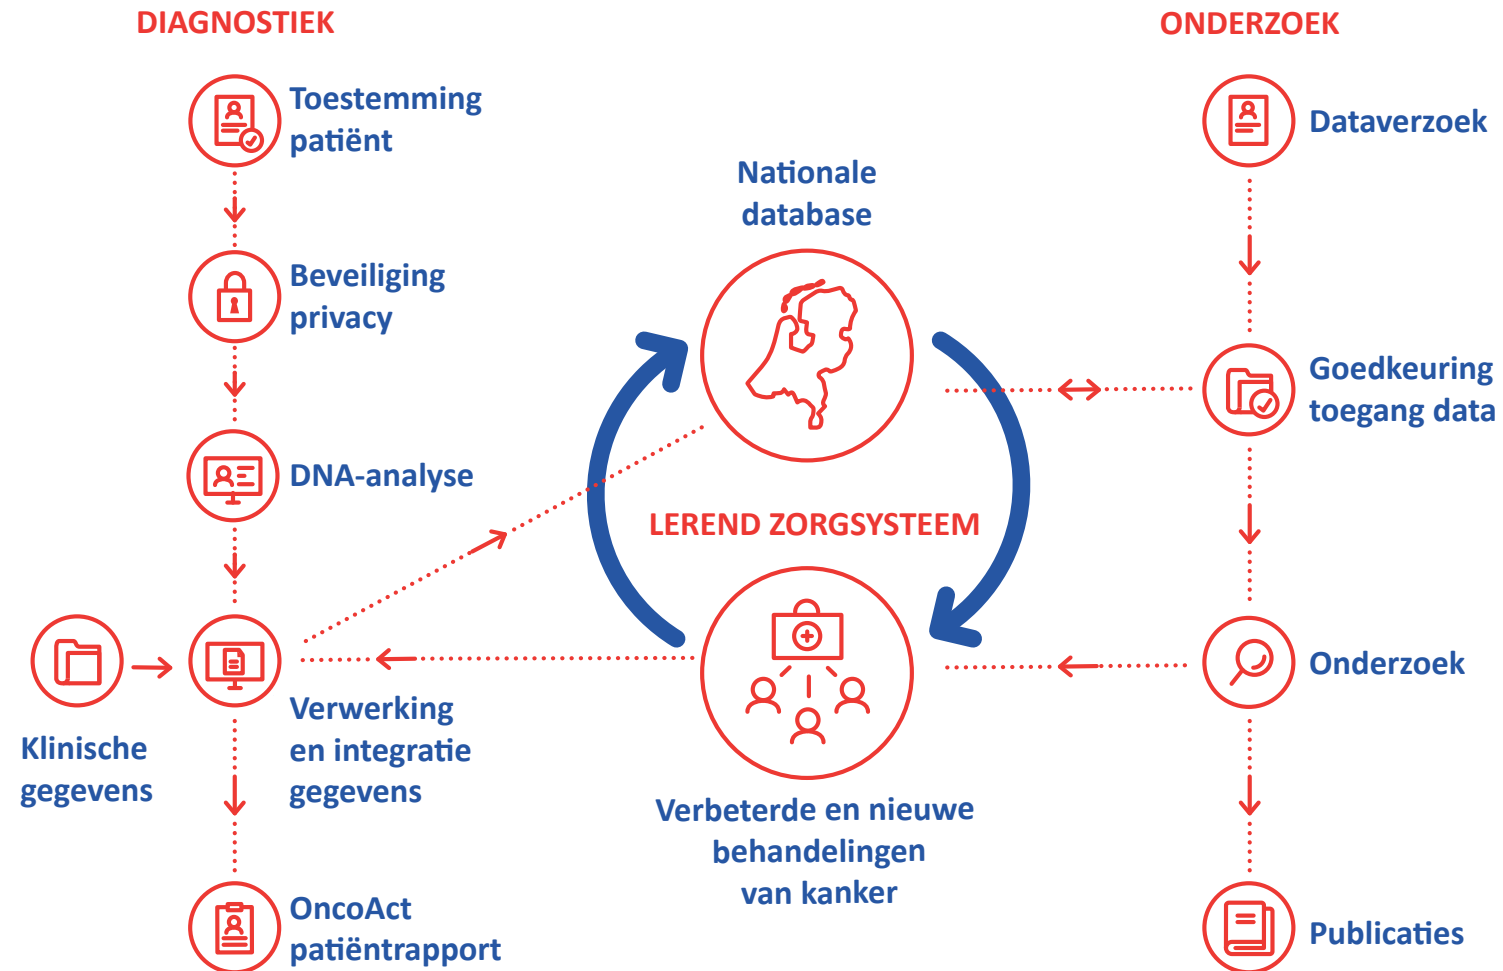 DIAGNOSTIEK
Toestemming
patiënt
Beveiliging
privacy
DNA-analyse
Klinische
gegevens
Verwerking
en integratie
gegevens
OncoAct
patiëntrapport
Nationale
database
LEREND ZORGSYSTEEM
Verbeterde en nieuwe
behandelingen
van kanker
ONDERZOEK
Dataverzoek
Goedkeuring
toegang data
Onderzoek
Publicaties